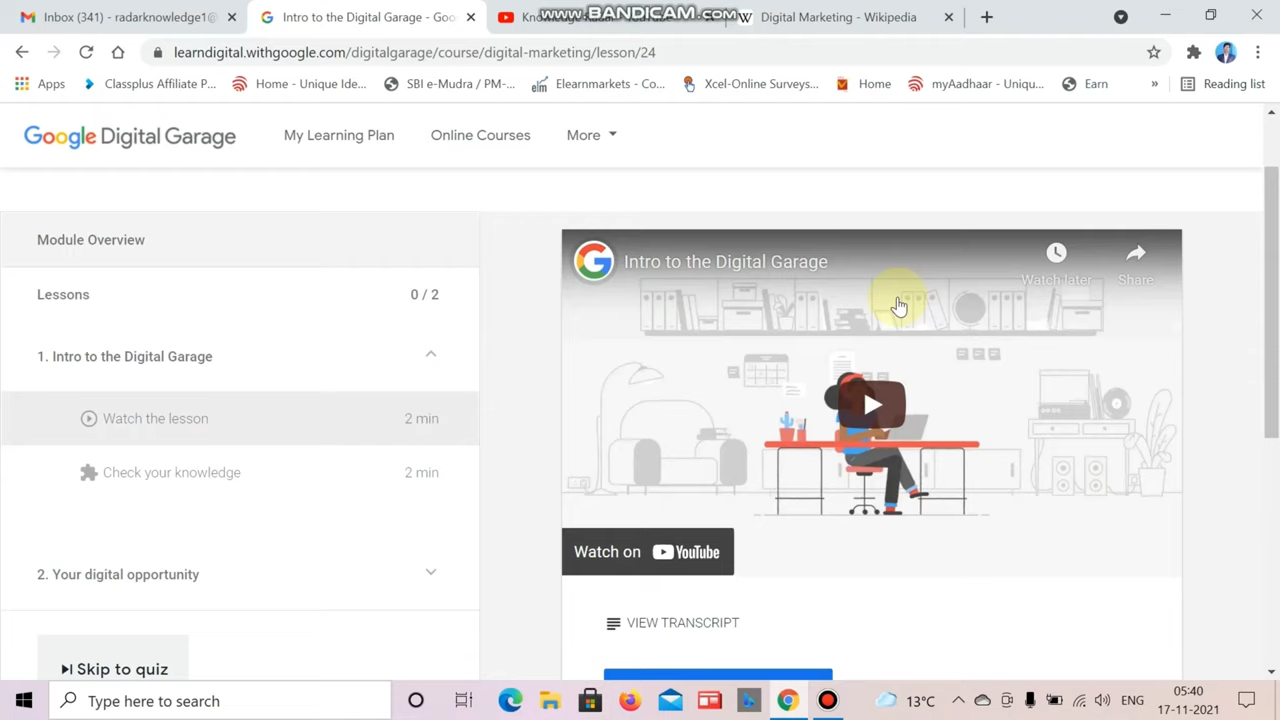 Inbox (341) - radarknowledge1@
Intro to the Digital Garage - Goo
Digital Marketing - Wikipedia
www.BANDICAM.com
learndigital.withgoogle.com/digitalgarage/course/digital-marketing/lesson/24
Apps
Classplus Affiliate P...
Home - Unique Ide...
SBI e-Mudra / PM-...
Elearnmarkets - Co...
Xcel-Online Surveys...
Home
myAadhaar - Uniqu...
Earn
»
Reading list
Google Digital Garage
My Learning Plan
Online Courses
More
Module Overview
Lessons 0 / 2
1. Intro to the Digital Garage
Watch the lesson 2 min
Check your knowledge 2 min
2. Your digital opportunity
Skip to quiz
Intro to the Digital Garage
Watch later
Share
Watch on YouTube
VIEW TRANSCRIPT
Type here to search
13°C
ENG
05:40
17-11-2021